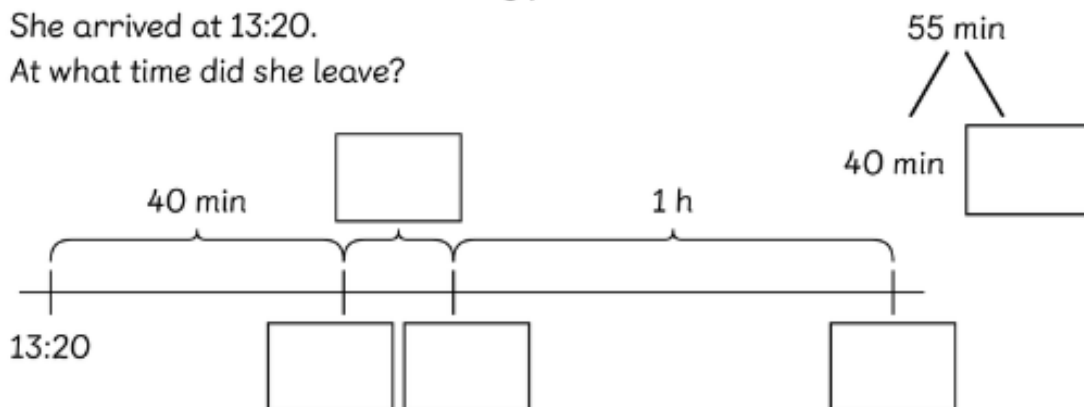 She arrived at 13:20.
At what time did she leave?
55 min
40 min
40 min
1 h
13:20